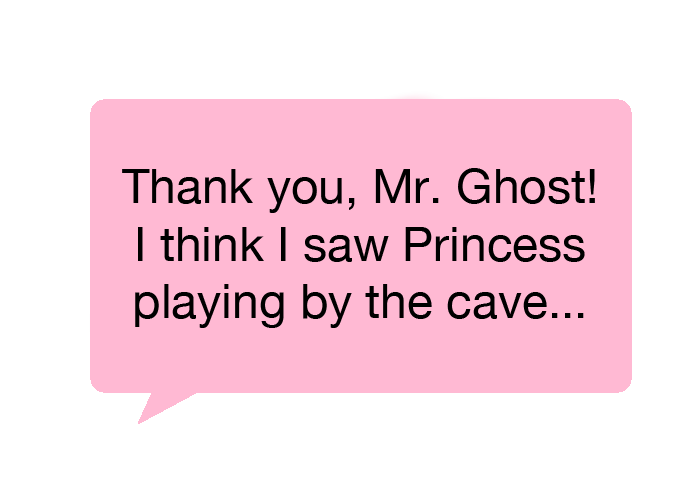 Thank you, Mr. Ghost!
I think I saw Princess
playing by the cave...